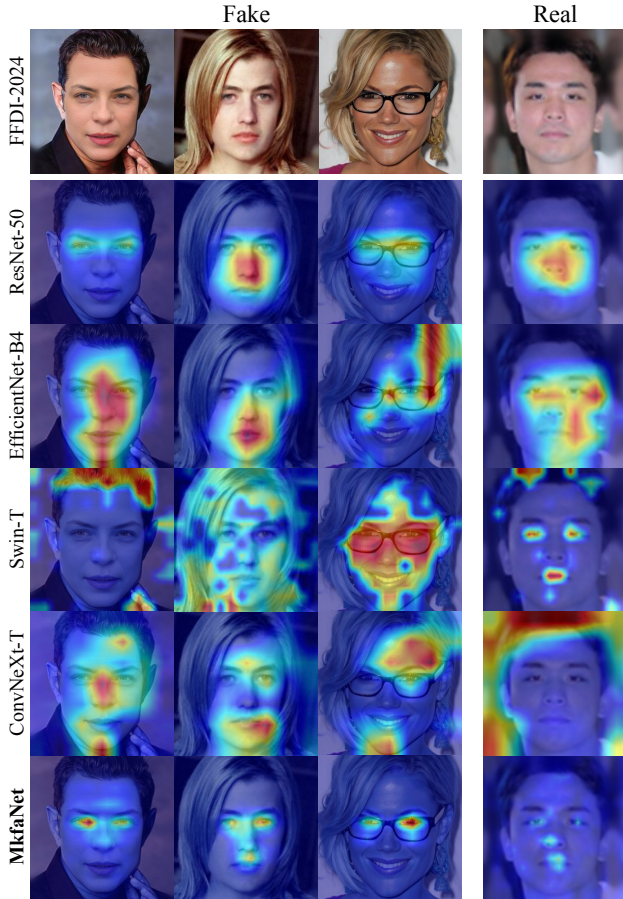 Fake Real
FFDI-2024
ResNet-50
EfficientNet-B4
Swin-T
ConvNeXt-T
MkfaNet